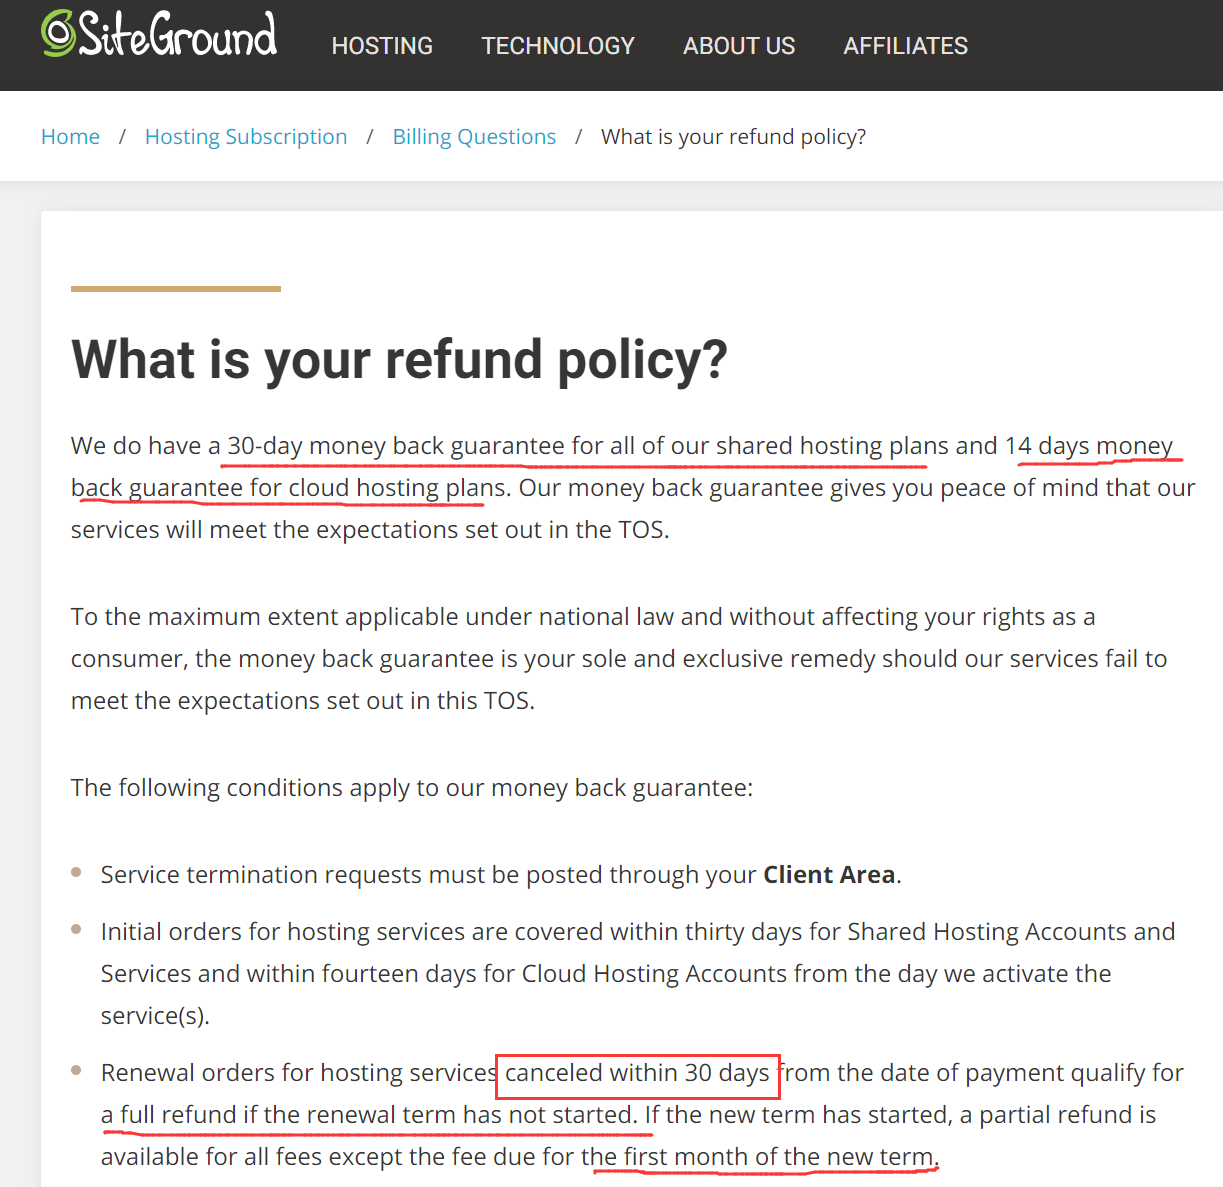 SiteGround HOSTING TECHNOLOGY ABOUT US AFFILIATES
Home / Hosting Subscription / Billing Questions / What is your refund policy?
What is your refund policy?
We do have a 30-day money back guarantee for all of our shared hosting plans and 14 days money
back guarantee for cloud hosting plans. Our money back guarantee gives you peace of mind that our
services will meet the expectations set out in the TOS.
To the maximum extent applicable under national law and without affecting your rights as a
consumer, the money back guarantee is your sole and exclusive remedy should our services fail to
meet the expectations set out in this TOS.
The following conditions apply to our money back guarantee:
Service termination requests must be posted through your Client Area.
Initial orders for hosting services are covered within thirty days for Shared Hosting Accounts and
Services and within fourteen days for Cloud Hosting Accounts from the day we activate the
service(s).
Renewal orders for hosting services canceled within 30 days from the date of payment qualify for
a full refund if the renewal term has not started. If the new term has started, a partial refund is
available for all fees except the fee due for the first month of the new term.